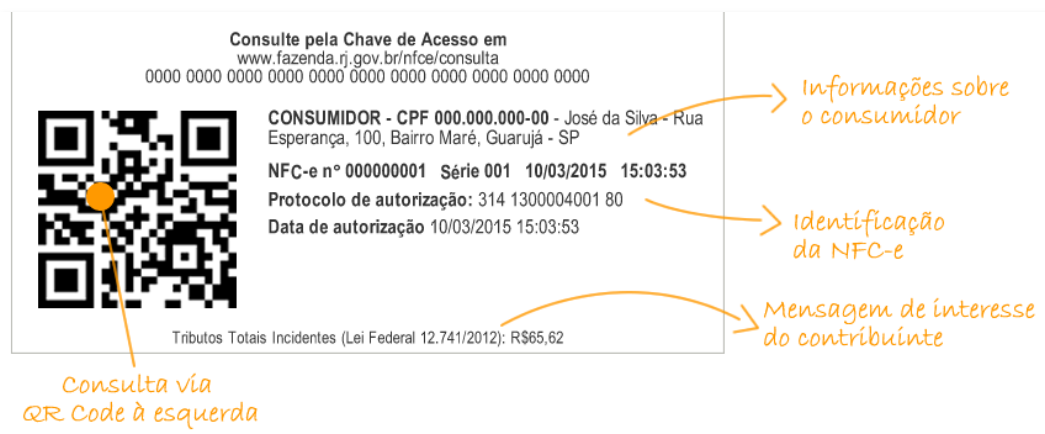 Consulte pela Chave de Acesso em
www.fazenda.rj.gov.br/nfce/consulta
0000 0000 0000 0000 0000 0000 0000 0000 0000 0000 0000
CONSUMIDOR - CPF 000.000.000-00 - José da Silva - Rua
Esperança, 100, Bairro Maré, Guarujá - SP
NFC-e nº 000000001 Série 001 10/03/2015 15:03:53
Protocolo de autorização: 314 1300004001 80
Data de autorização 10/03/2015 15:03:53
Tributos Totais Incidentes (Lei Federal 12.741/2012): R$65,62
Informações sobre
o consumidor
Identificação
da NFC-e
Mensagem de interesse
do contribuinte
Consulta via
QR Code à esquerda